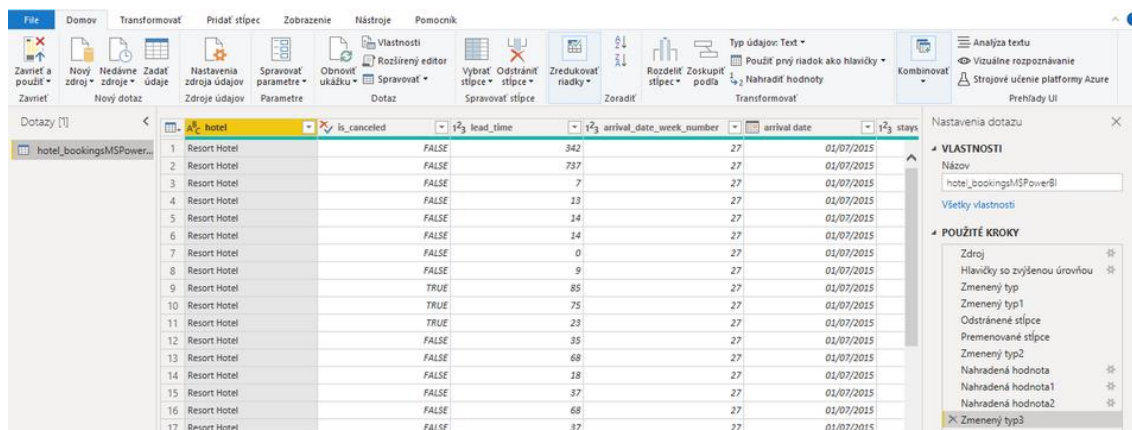 File Domov Transformovať Pridať stĺpec Zobrazenie Nástroje Pomocník
Zavrieť a použiť
Zavrieť
Nový zdroj
Nedávne zdroje
Zadať údaje
Nový dotaz
Nastavenia zdroja údajov
Zdroje údajov
Spravovať parametre
Parametre
Obnoviť ukážku
Vlastnosti
Rozšírený editor
Spravovať
Dotaz
Vybrať stĺpce
Odstrániť stĺpce
Spravovať stĺpce
Zredukovať riadky
Zoradiť
Rozdeliť stĺpec
Zoskupiť podľa
Typ údajov: Text
Použiť prvý riadok ako hlavičky
Nahradiť hodnoty
Transformovať
Kombinovať
Analýza textu
Vizuálne rozpoznávanie
Strojové učenie platformy Azure
Prehľady UI
Dotazy [1]
hotel_bookingsMSPower...
hotel is_canceled lead_time arrival_date_week_number arrival date stays
1 Resort Hotel FALSE 342 27 01/07/2015
2 Resort Hotel FALSE 737 27 01/07/2015
3 Resort Hotel FALSE 7 27 01/07/2015
4 Resort Hotel FALSE 13 27 01/07/2015
5 Resort Hotel FALSE 14 27 01/07/2015
6 Resort Hotel FALSE 14 27 01/07/2015
7 Resort Hotel FALSE 0 27 01/07/2015
8 Resort Hotel FALSE 9 27 01/07/2015
9 Resort Hotel TRUE 85 27 01/07/2015
10 Resort Hotel TRUE 75 27 01/07/2015
11 Resort Hotel TRUE 23 27 01/07/2015
12 Resort Hotel FALSE 35 27 01/07/2015
13 Resort Hotel FALSE 68 27 01/07/2015
14 Resort Hotel FALSE 18 27 01/07/2015
15 Resort Hotel FALSE 37 27 01/07/2015
16 Resort Hotel FALSE 68 27 01/07/2015
17 Resort Hotel FALSE 37 27 01/07/2015
Nastavenia dotazu
VLASTNOSTI
Názov
hotel_bookingsMSPowerBI
Všetky vlastnosti
POUŽITÉ KROKY
Zdroj
Hlavičky so zvýšenou úrovňou
Zmenený typ
Zmenený typ1
Odstránené stĺpce
Premenované stĺpce
Zmenený typ2
Nahradená hodnota
Nahradená hodnota1
Nahradená hodnota2
Zmenený typ3